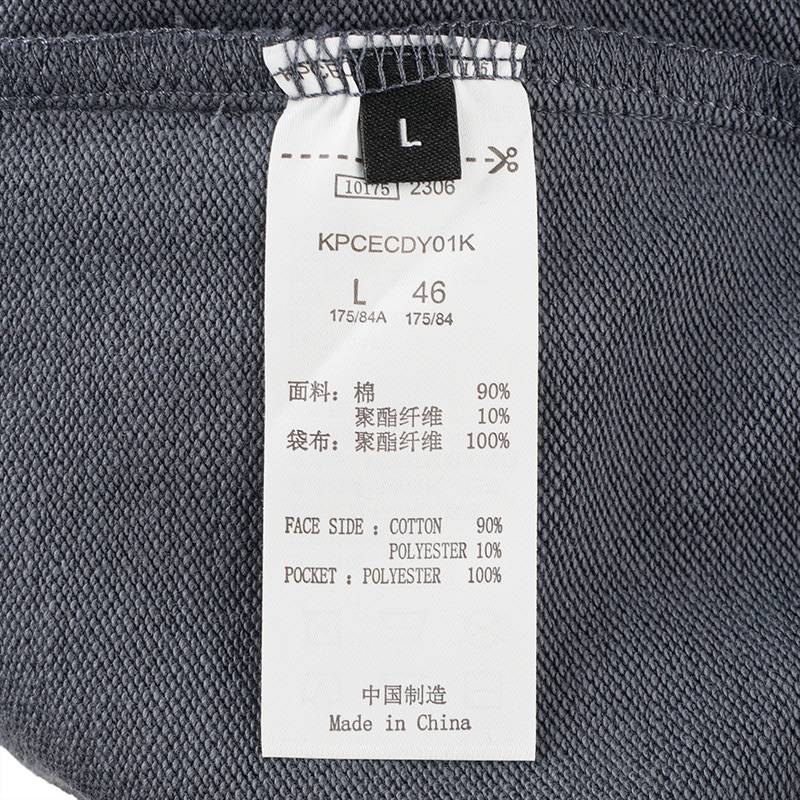 L
10175 2306
KPCECDY01K
L 46
175/84A 175/84
面料：棉 90%
聚酯纤维 10%
袋布：聚酯纤维 100%
FACE SIDE : COTTON 90%
POLYESTER 10%
POCKET : POLYESTER 100%
中国制造
Made in China